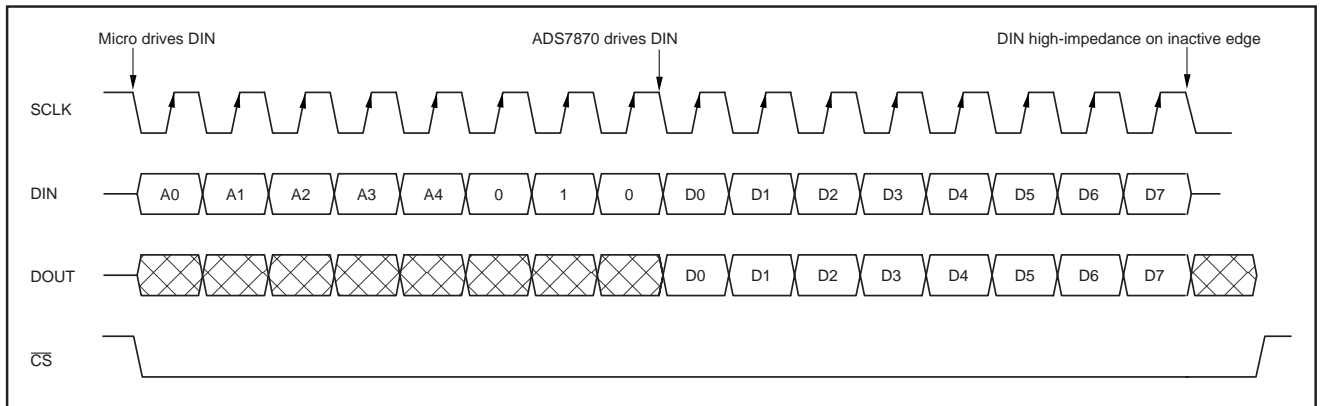 Micro drives DIN ADS7870 drives DIN DIN high-impedance on inactive edge
SCLK
DIN A0 A1 A2 A3 A4 0 1 0 D0 D1 D2 D3 D4 D5 D6 D7
DOUT D0 D1 D2 D3 D4 D5 D6 D7
C̅S̅